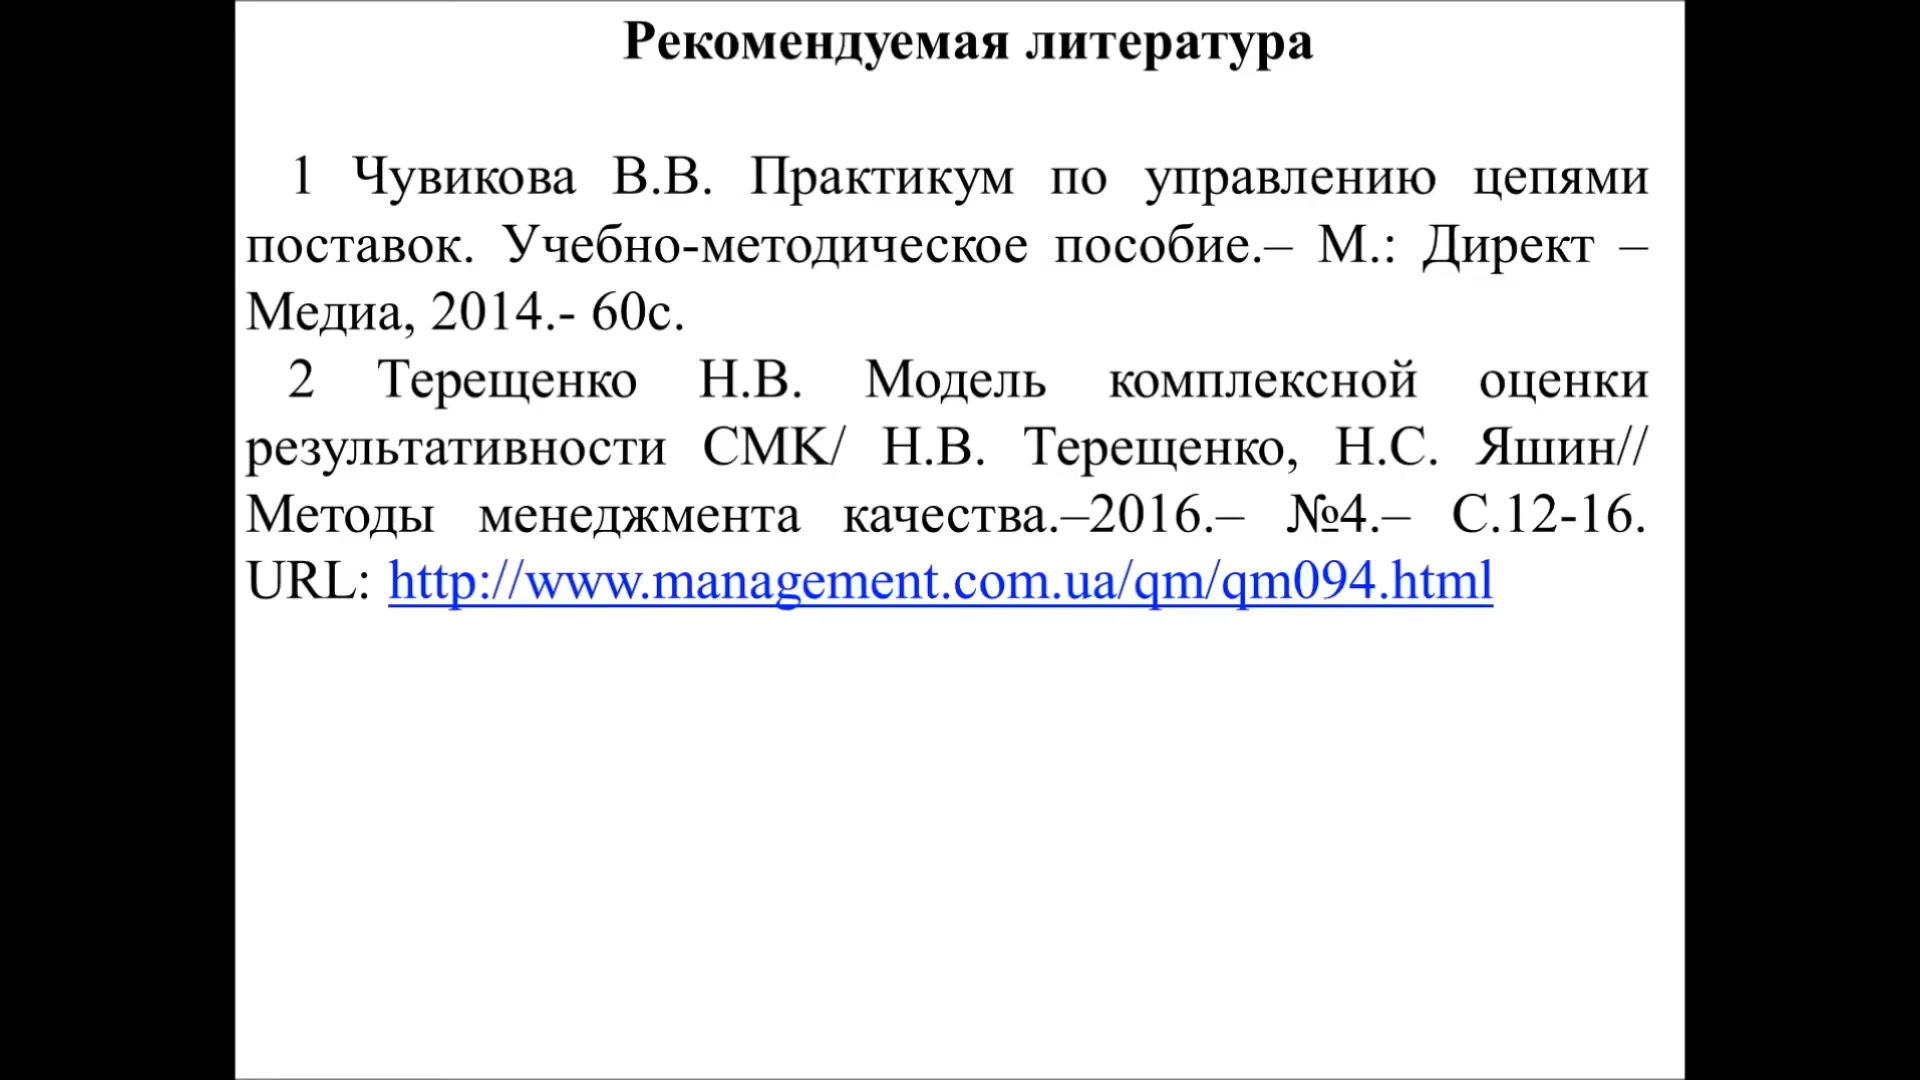 Рекомендуемая литература
1 Чувикова В.В. Практикум по управлению цепями
поставок. Учебно-методическое пособие.– М.: Директ –
Медиа, 2014.- 60с.
2 Терещенко Н.В. Модель комплексной оценки
результативности СМК/ Н.В. Терещенко, Н.С. Яшин//
Методы менеджмента качества.–2016.– №4.– С.12-16.
URL: http://www.management.com.ua/qm/qm094.html